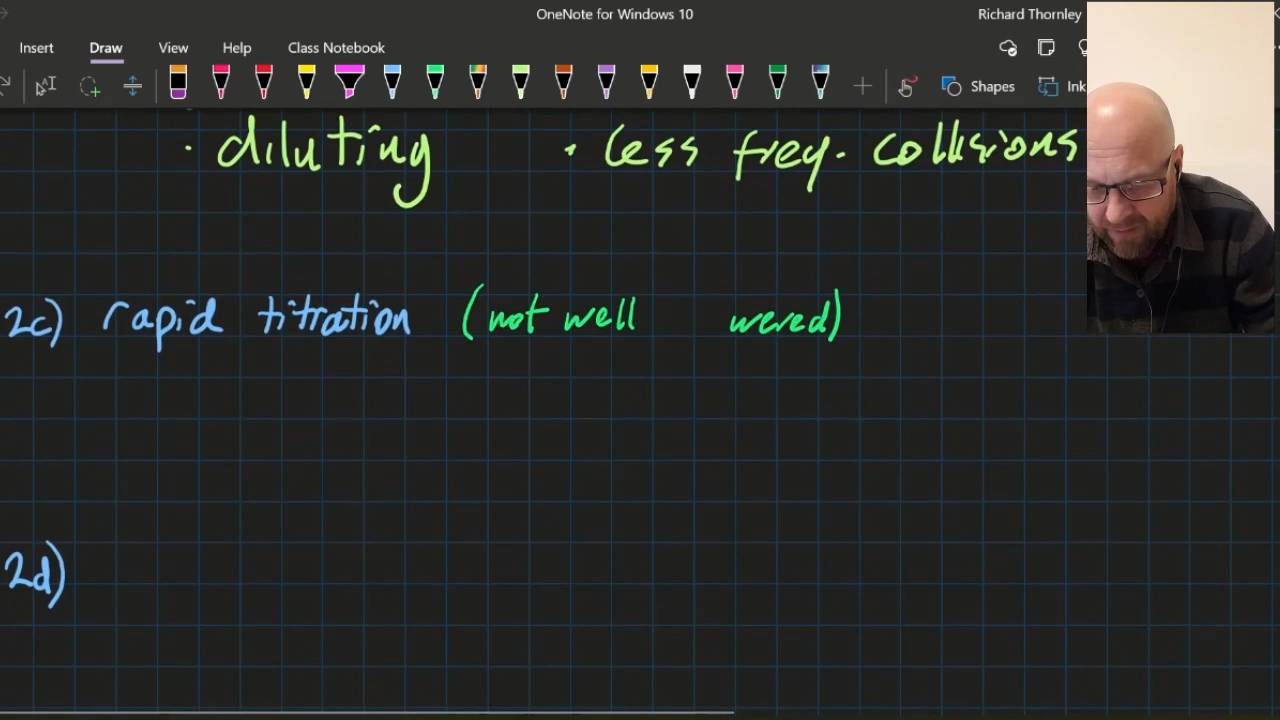 OneNote for Windows 10
Richard Thornley
Insert Draw View Help Class Notebook
Shapes Ink
· diluting · less freq. collisions
2c) rapid titration (not well wered)
2d)